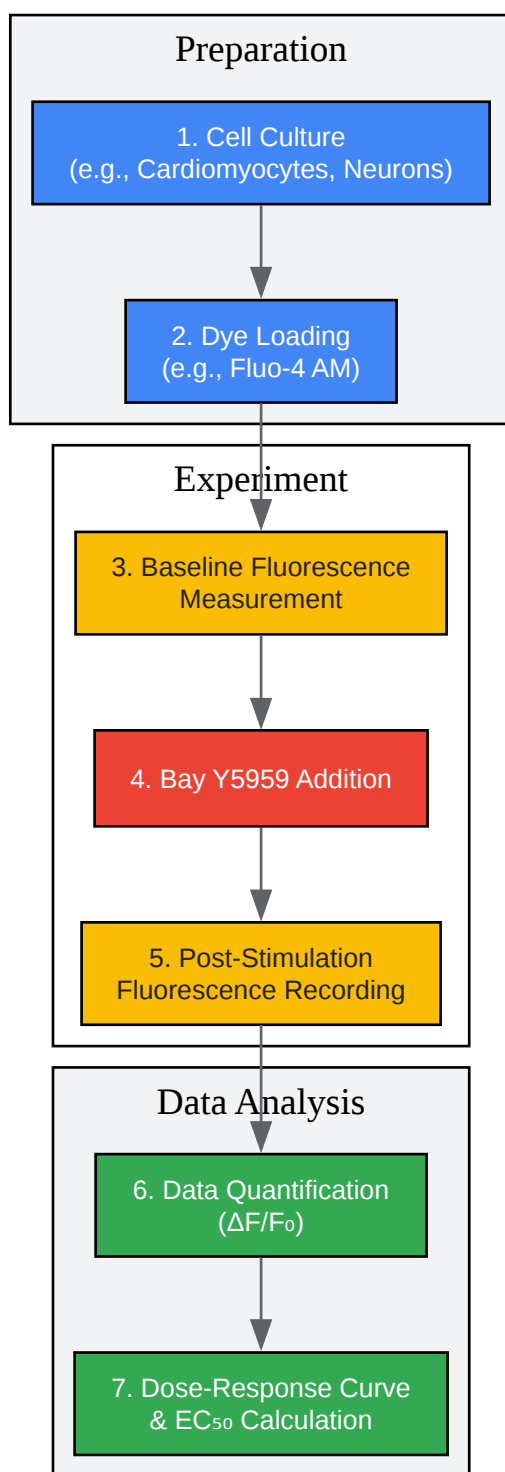 Preparation
1. Cell Culture
(e.g., Cardiomyocytes, Neurons)
2. Dye Loading
(e.g., Fluo-4 AM)
Experiment
3. Baseline Fluorescence
Measurement
4. Bay Y5959 Addition
5. Post-Stimulation
Fluorescence Recording
Data Analysis
6. Data Quantification
(ΔF/F₀)
7. Dose-Response Curve
& EC₅₀ Calculation